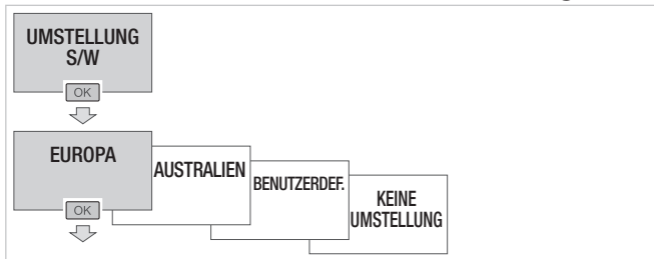 UMSTELLUNG
S/W
OK
EUROPA
AUSTRALIEN
BENUTZERDEF.
KEINE
UMSTELLUNG
OK